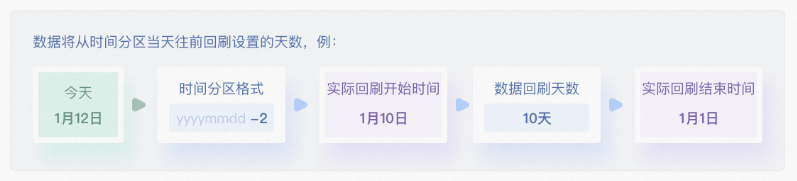 数据将从时间分区当天往前回刷设置的天数，例：
今天
1月12日
时间分区格式
yyyymmdd -2
实际回刷开始时间
1月10日
数据回刷天数
10天
实际回刷结束时间
1月1日